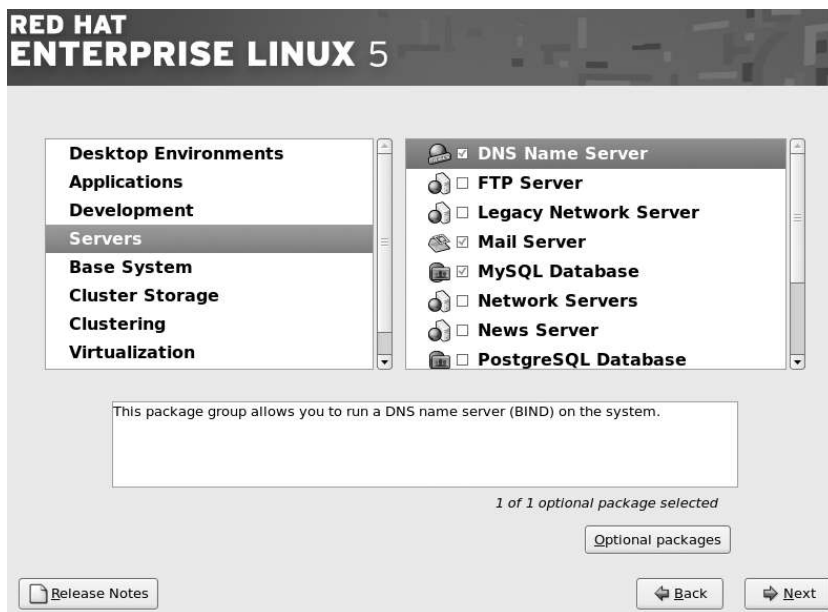 RED HAT
ENTERPRISE LINUX 5
Desktop Environments
Applications
Development
Servers
Base System
Cluster Storage
Clustering
Virtualization
DNS Name Server
FTP Server
Legacy Network Server
Mail Server
MySQL Database
Network Servers
News Server
PostgreSQL Database
This package group allows you to run a DNS name server (BIND) on the system.
1 of 1 optional package selected
Optional packages
Release Notes
Back
Next